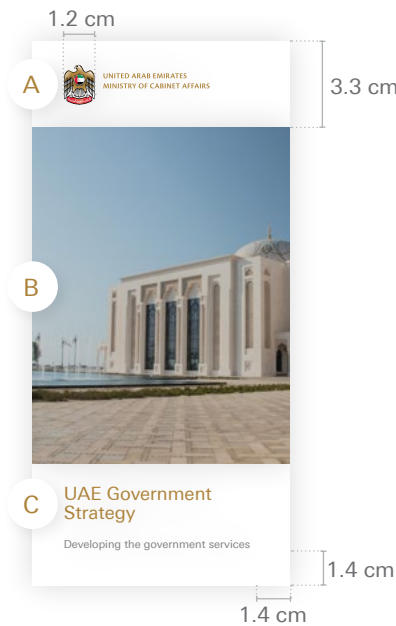 1.2 cm
A
UNITED ARAB EMIRATES
MINISTRY OF CABINET AFFAIRS
3.3 cm
B
C
UAE Government
Strategy
Developing the government services
1.4 cm
1.4 cm